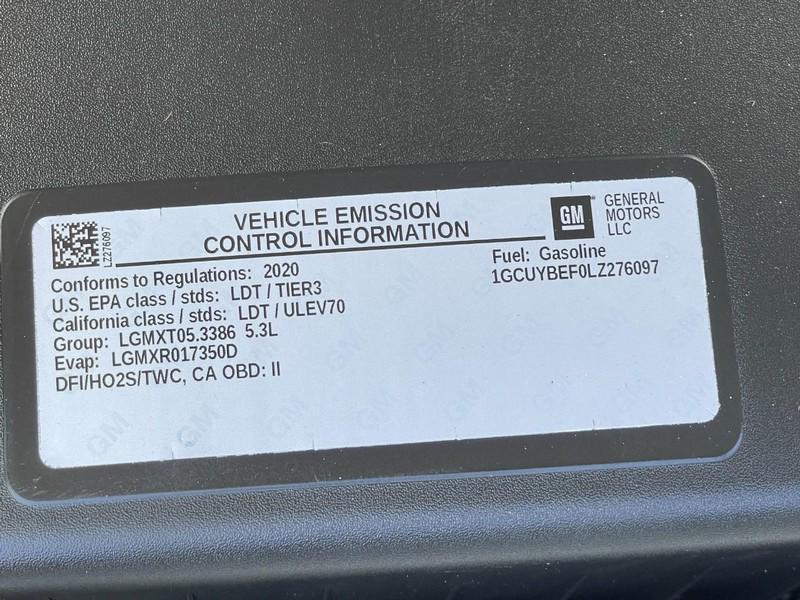 LZ276097
VEHICLE EMISSION
CONTROL INFORMATION
GM
GENERAL
MOTORS
LLC
Conforms to Regulations: 2020
U.S. EPA class / stds: LDT / TIER3
California class / stds: LDT / ULEV70
Group: LGMXT05.3386 5.3L
Evap: LGMXR017350D
DFI/HO2S/TWC, CA OBD: II
Fuel: Gasoline
1GCUYBEF0LZ276097